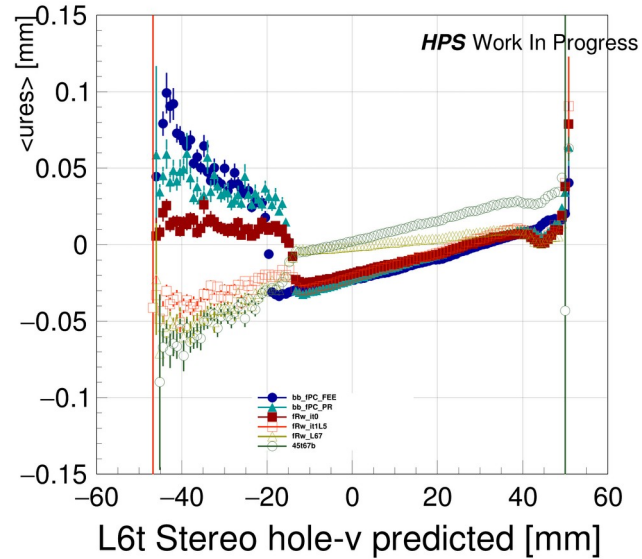 0.15
HPS Work In Progress
<ures> [mm]
0.1
0.05
0
−0.05
−0.1
−0.15
bb_fPC_FEE
bb_fPC_PR
fRw_it0
fRw_it1L5
fRw_L67
45t67b
−60 −40 −20 0 20 40 60
L6t Stereo hole-v predicted [mm]